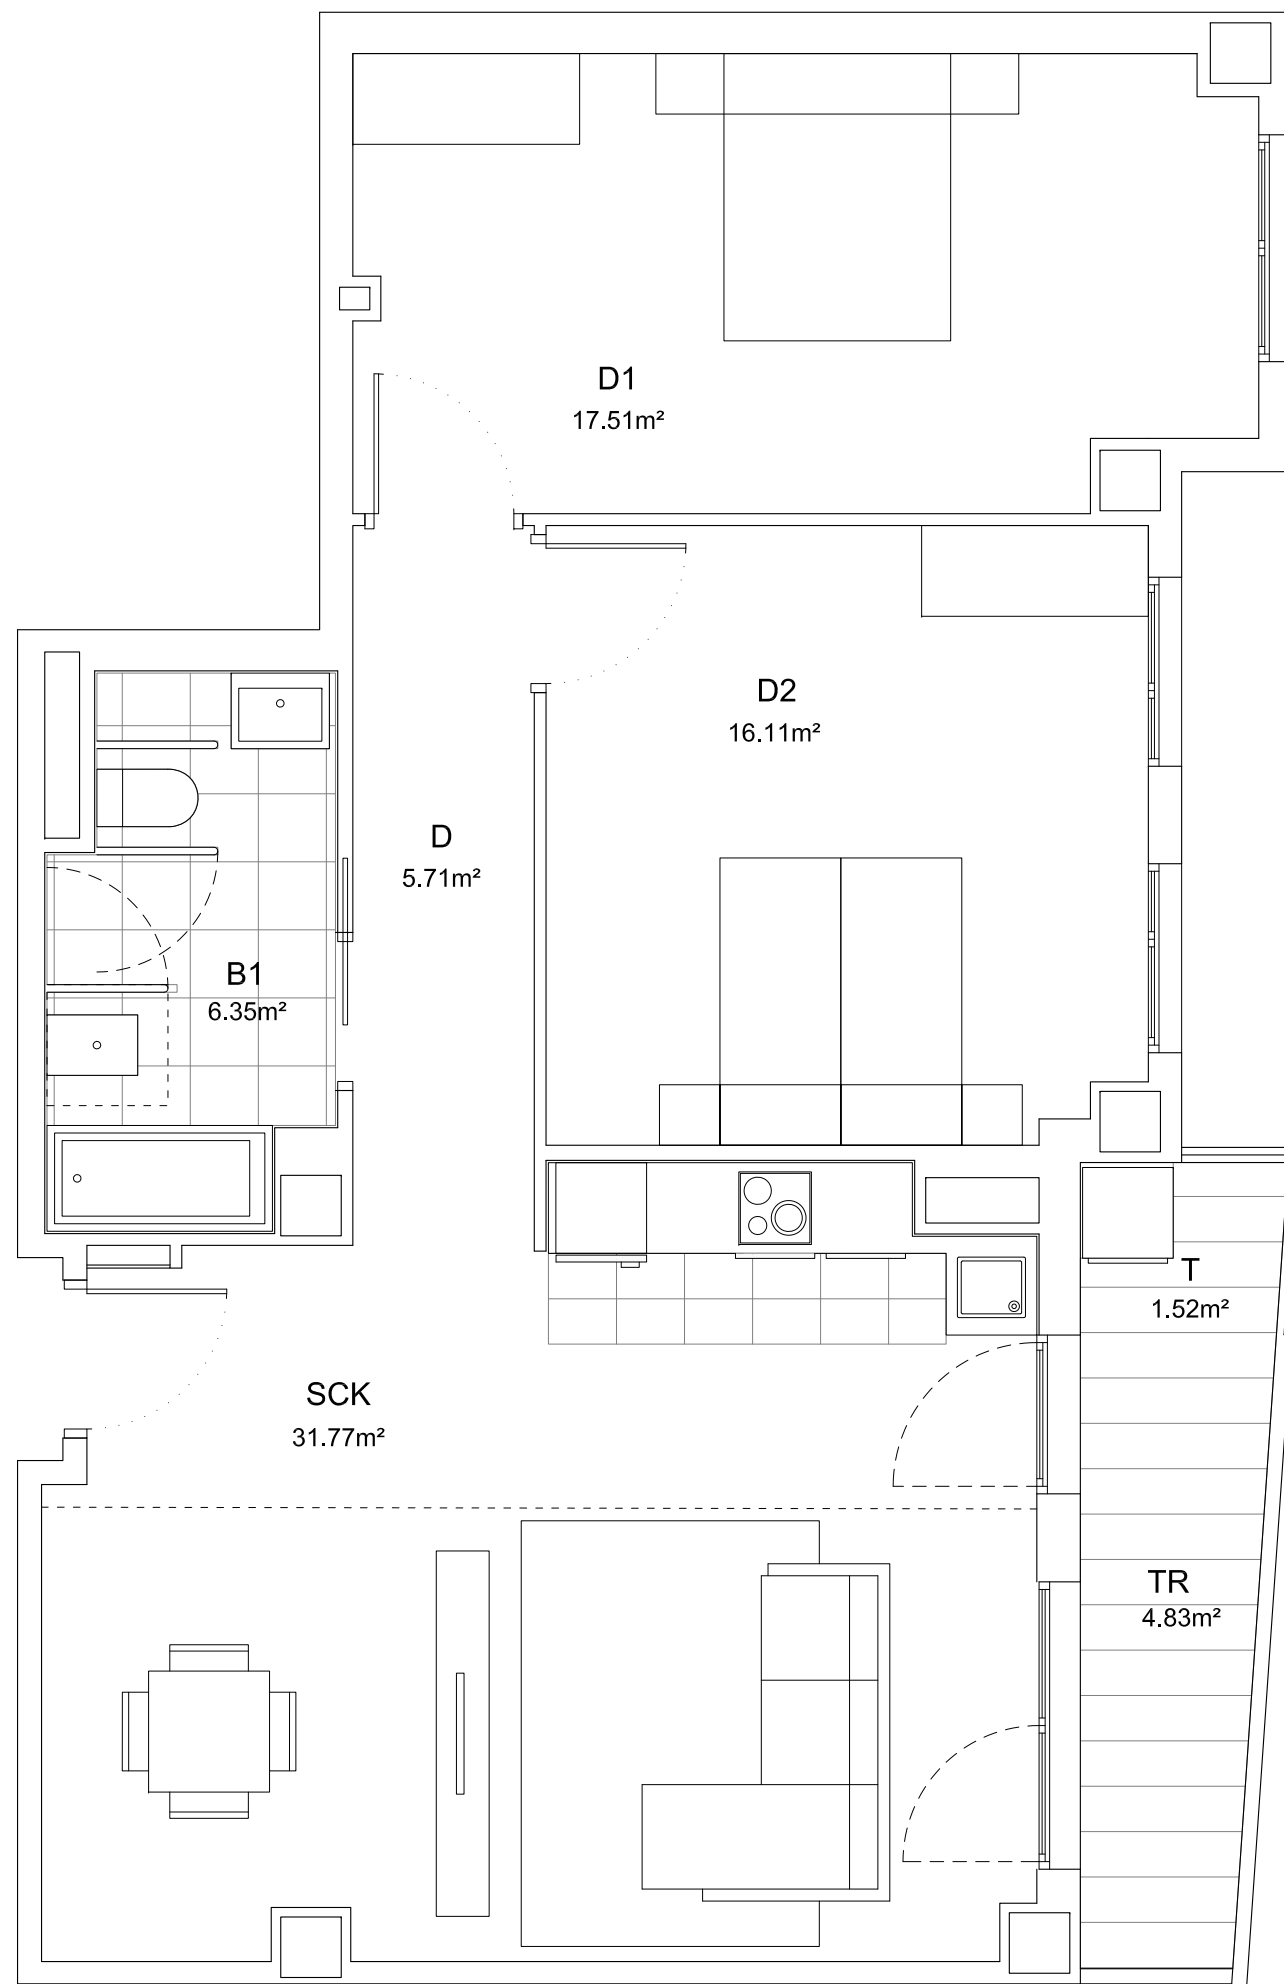 D1
17.51m²
D2
16.11m²
D
5.71m²
B1
6.35m²
T
1.52m²
SCK
31.77m²
TR
4.83m²